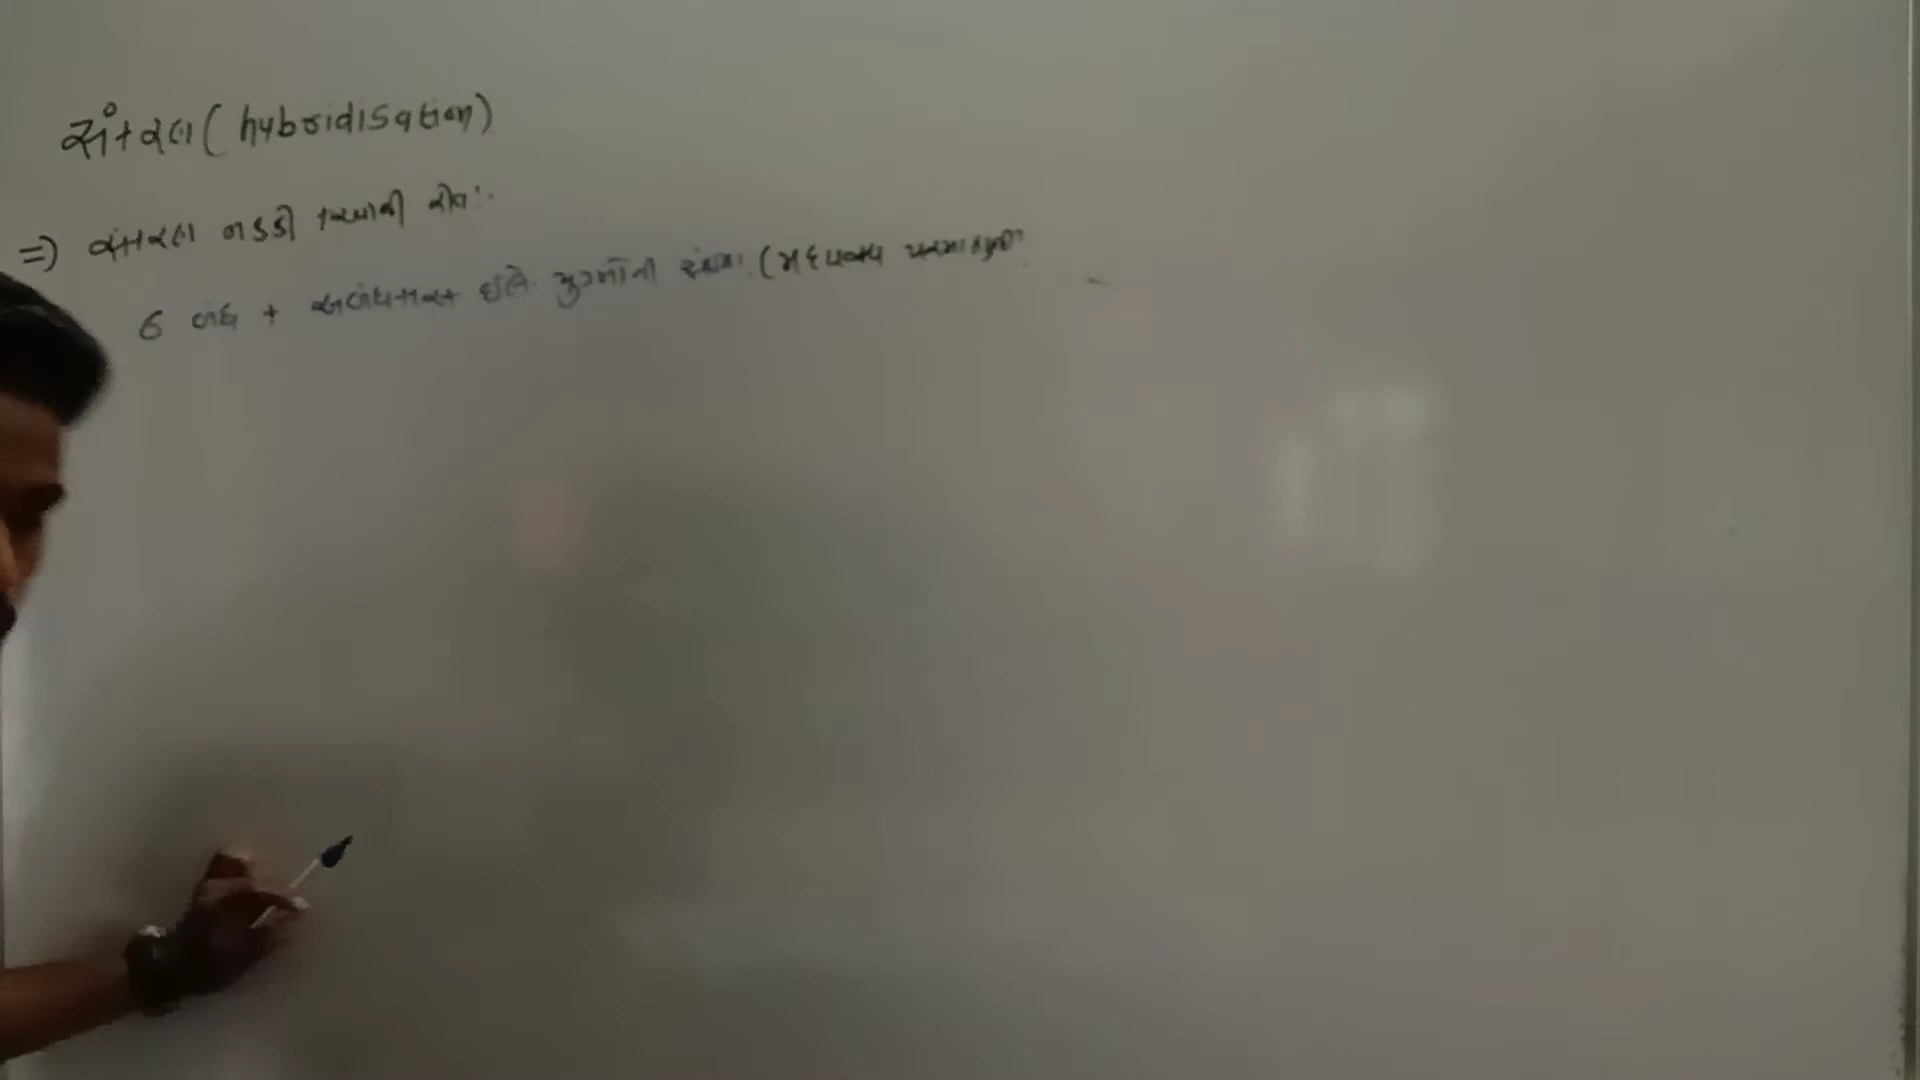 સંકરણ (hybridisation)
=> સંકરણ નક્કી કરવાની રીત :
6 બંધ + અબંધકારક ઇલે. યુગ્મોની સંખ્યા (મધ્યસ્થ પરમાણુની